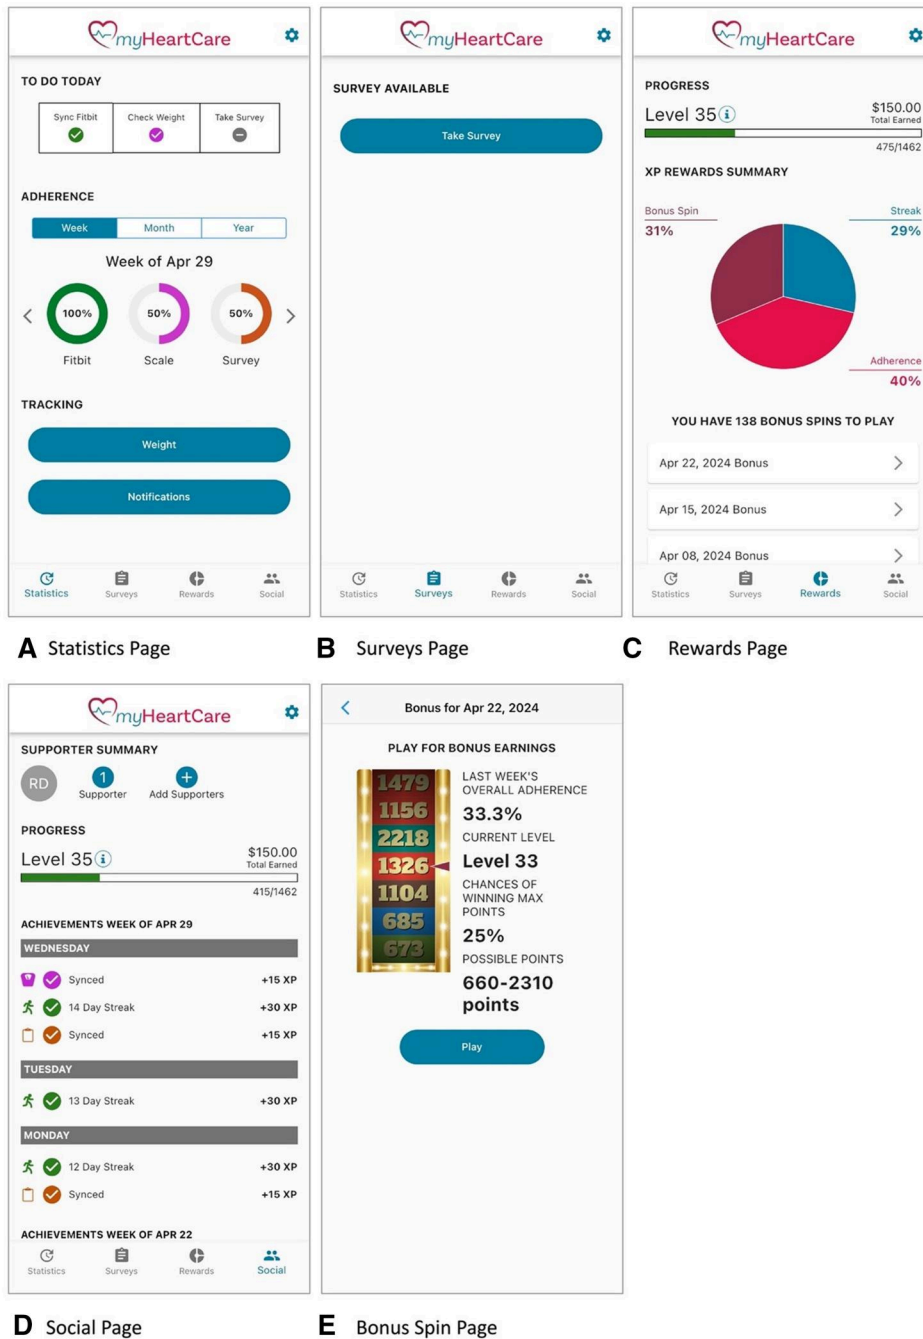 myHeartCare
TO DO TODAY
Sync Fitbit
Check Weight
Take Survey
ADHERENCE
Week
Month
Year
Week of Apr 29
100%
50%
50%
Fitbit
Scale
Survey
TRACKING
Weight
Notifications
Statistics
Surveys
Rewards
Social
A Statistics Page
myHeartCare
SURVEY AVAILABLE
Take Survey
Statistics
Surveys
Rewards
Social
B Surveys Page
myHeartCare
PROGRESS
Level 35 i
$150.00
Total Earned
475/1462
XP REWARDS SUMMARY
Bonus Spin
31%
Streak
29%
Adherence
40%
YOU HAVE 138 BONUS SPINS TO PLAY
Apr 22, 2024 Bonus
Apr 15, 2024 Bonus
Apr 08, 2024 Bonus
Statistics
Surveys
Rewards
Social
C Rewards Page
myHeartCare
SUPPORTER SUMMARY
RD
1
Supporter
Add Supporters
PROGRESS
Level 35 i
$150.00
Total Earned
415/1462
ACHIEVEMENTS WEEK OF APR 29
WEDNESDAY
Synced +15 XP
14 Day Streak +30 XP
Synced +15 XP
TUESDAY
13 Day Streak +30 XP
MONDAY
12 Day Streak +30 XP
Synced +15 XP
ACHIEVEMENTS WEEK OF APR 22
Statistics
Surveys
Rewards
Social
D Social Page
Bonus for Apr 22, 2024
PLAY FOR BONUS EARNINGS
1479
1156
2218
1326
1104
685
673
LAST WEEK'S
OVERALL ADHERENCE
33.3%
CURRENT LEVEL
Level 33
CHANCES OF
WINNING MAX
POINTS
25%
POSSIBLE POINTS
660-2310
points
Play
E Bonus Spin Page